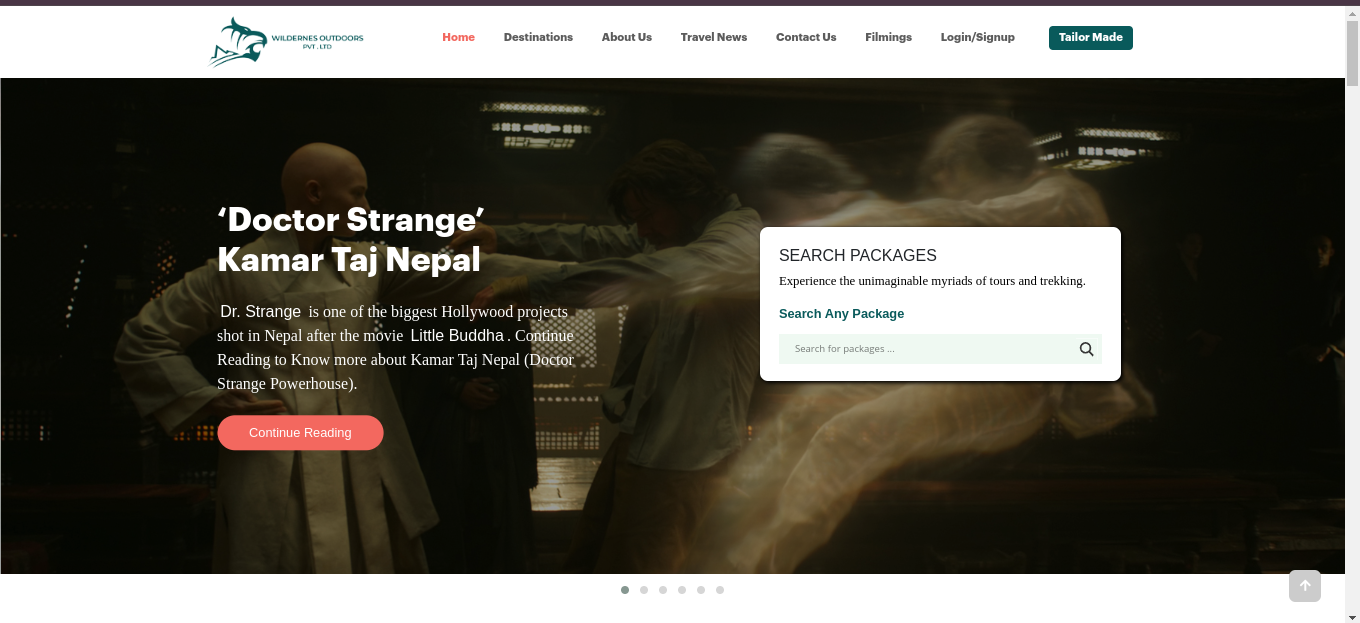 WILDERNES OUTDOORS
PVT . LTD
Home
Destinations
About Us
Travel News
Contact Us
Filmings
Login/Signup
Tailor Made
‘Doctor Strange’
Kamar Taj Nepal
Dr. Strange is one of the biggest Hollywood projects
shot in Nepal after the movie Little Buddha . Continue
Reading to Know more about Kamar Taj Nepal (Doctor
Strange Powerhouse).
Continue Reading
SEARCH PACKAGES
Experience the unimaginable myriads of tours and trekking.
Search Any Package
Search for packages ...